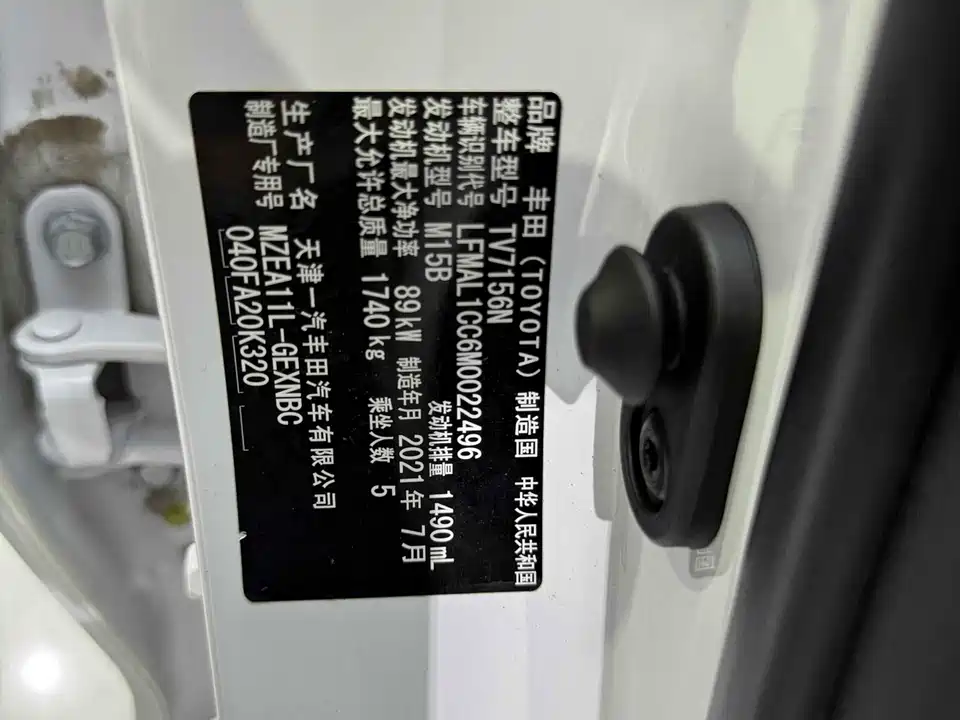 品牌 丰田（TOYOTA） 制造国 中华人民共和国
整车型号 TV7156N
车辆识别代号 LFMAL1CC6M0022496
发动机型号 M15B 发动机排量 1490mL
发动机最大净功率 89kW 制造年月 2021年 7月
最大允许总质量 1740kg 乘坐人数 5
生产厂名 天津一汽丰田汽车有限公司
制造厂专用号 MZEA11L-GEXNBC
040FA20K320